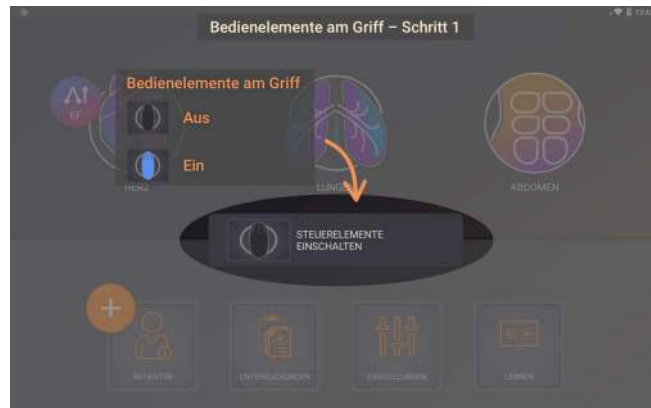 Bedienelemente am Griff – Schritt 1
Bedienelemente am Griff
Aus
Ein
EF
HERZ
LUNGE
ABDOMEN
STEUERELEMENTE
EINSCHALTEN
PATIENTEN
UNTERSUCHUNGEN
EINSTELLUNGEN
LERNEN